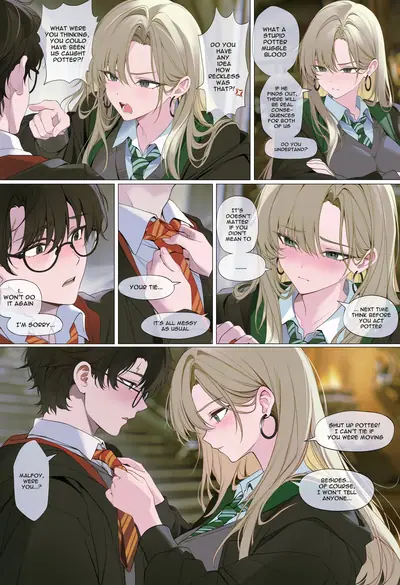 WHAT WERE
YOU THINKING,
YOU COULD
HAVE BEEN
US CAUGHT
POTTER?!
DO YOU
HAVE
ANY
IDEA
HOW
RECKLESS
WAS
THAT?!
WHAT A
STUPID
POTTER
MUGGLE
BLOOD
IF HE
FINDS OUT,
THERE WILL
BE REAL
CONSE-
QUENCES FOR
BOTH OF
US
DO YOU
UNDERTAND?
I...
WON'T DO
IT AGAIN
I'M SORRY...
YOUR TIE...
IT'S ALL MESSY
AS USUAL
IT'S
DOESN'T
MATTER
IF YOU
DIDN'T
MEAN TO
............
... NEXT TIME
THINK BEFORE
YOU ACT
POTTER
MALFOY,
WERE
YOU...?
SHUT UP POTTER!
I CAN'T TIE IF
YOU WERE MOVING
BESIDES...
OF COURSE,
I WON'T TELL
ANYONE...